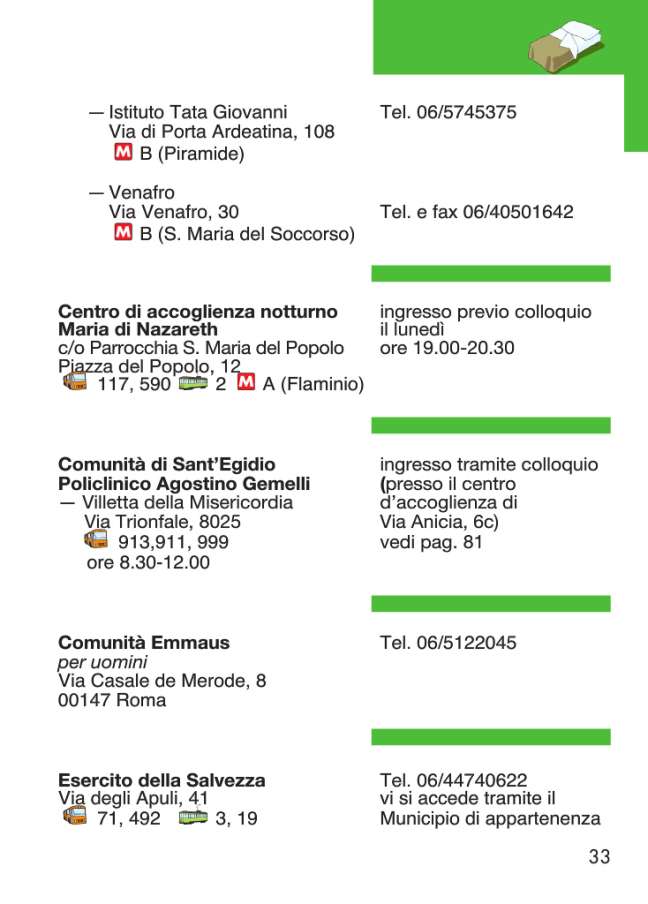 — Istituto Tata Giovanni Tel. 06/5745375
Via di Porta Ardeatina, 108
M B (Piramide)
— Venafro
Via Venafro, 30 Tel. e fax 06/40501642
M B (S. Maria del Soccorso)
Centro di accoglienza notturno ingresso previo colloquio
Maria di Nazareth il lunedì
c/o Parrocchia S. Maria del Popolo ore 19.00-20.30
Piazza del Popolo, 12
117, 590 2 M A (Flaminio)
Comunità di Sant'Egidio ingresso tramite colloquio
Policlinico Agostino Gemelli (presso il centro
— Villetta della Misericordia d'accoglienza di
Via Trionfale, 8025 Via Anicia, 6c)
913,911, 999 vedi pag. 81
ore 8.30-12.00
Comunità Emmaus Tel. 06/5122045
per uomini
Via Casale de Merode, 8
00147 Roma
Esercito della Salvezza Tel. 06/44740622
Via degli Apuli, 41 vi si accede tramite il
71, 492 3, 19 Municipio di appartenenza
33